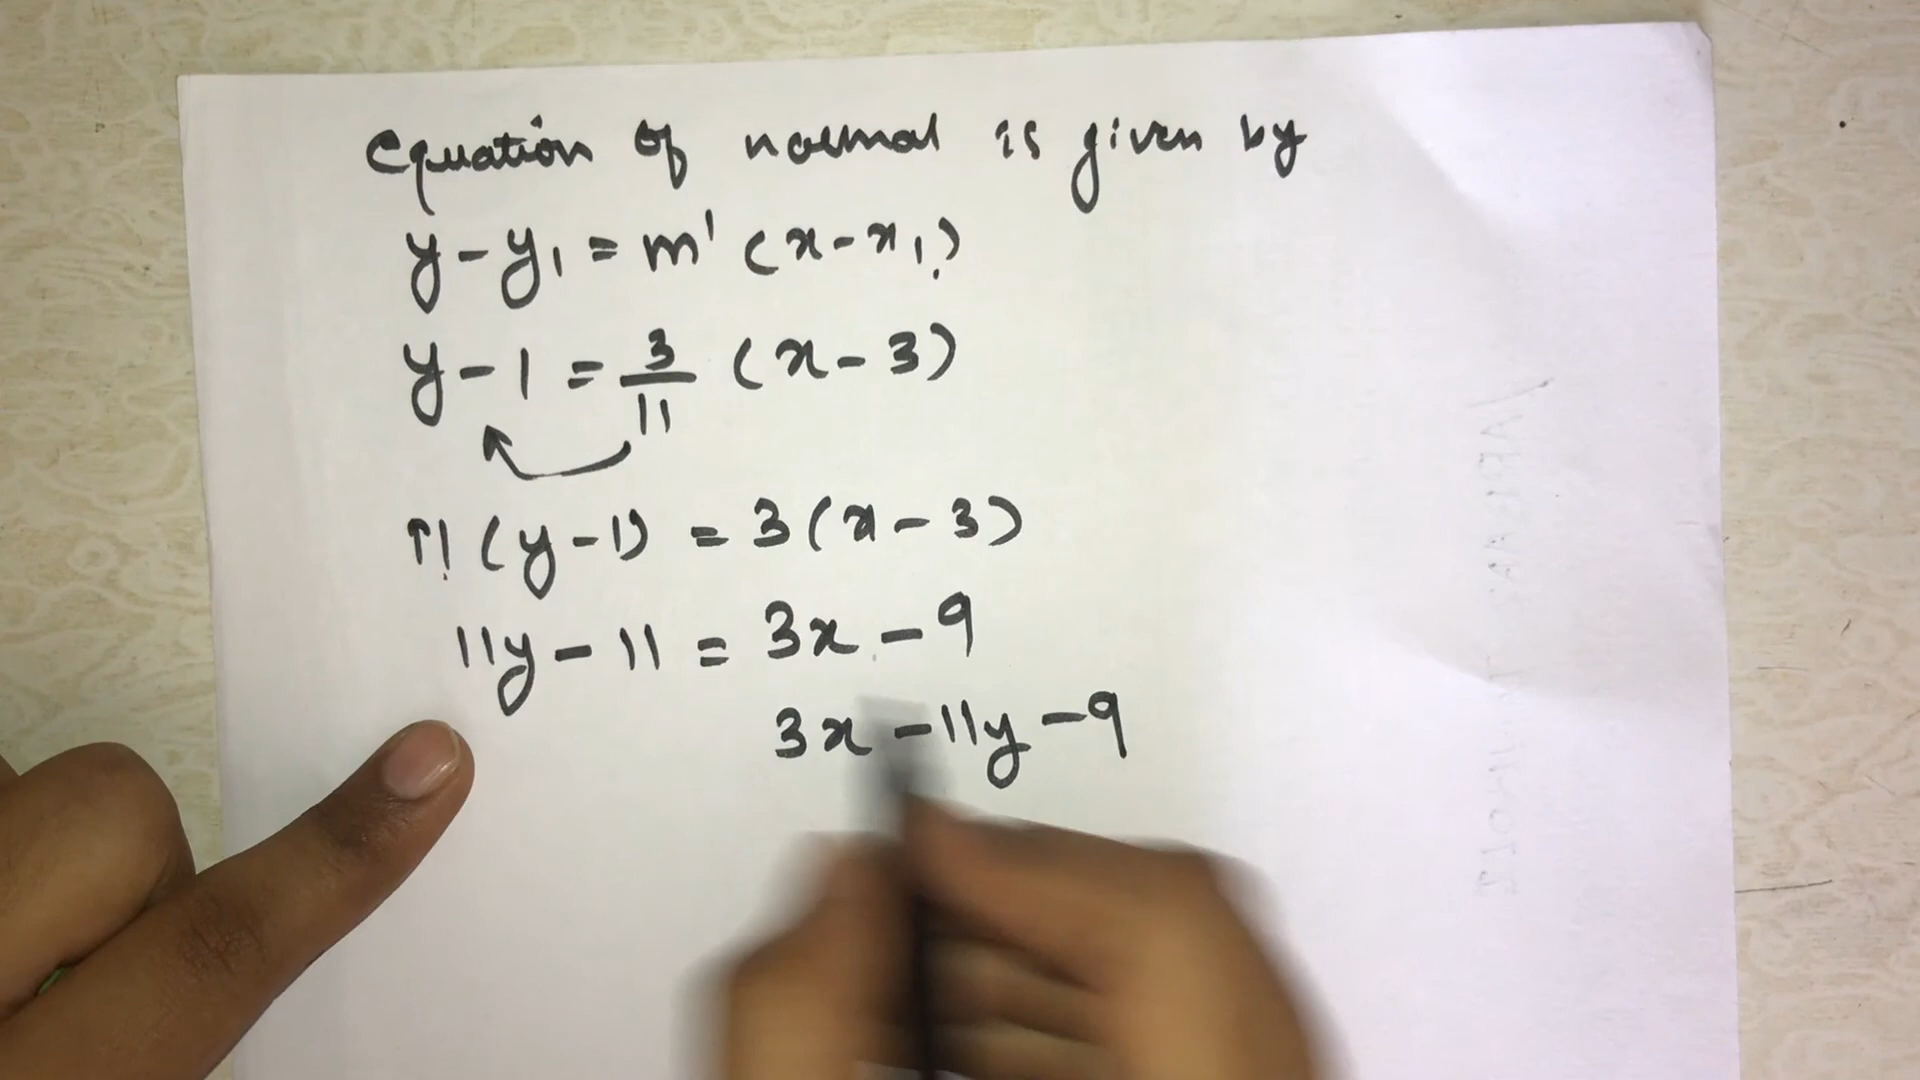 Equation of normal is given by
y - y₁ = m' (x - x₁)
y - 1 = 3/11 (x - 3)
11 (y - 1) = 3 (x - 3)
11y - 11 = 3x - 9
3x - 11y - 9